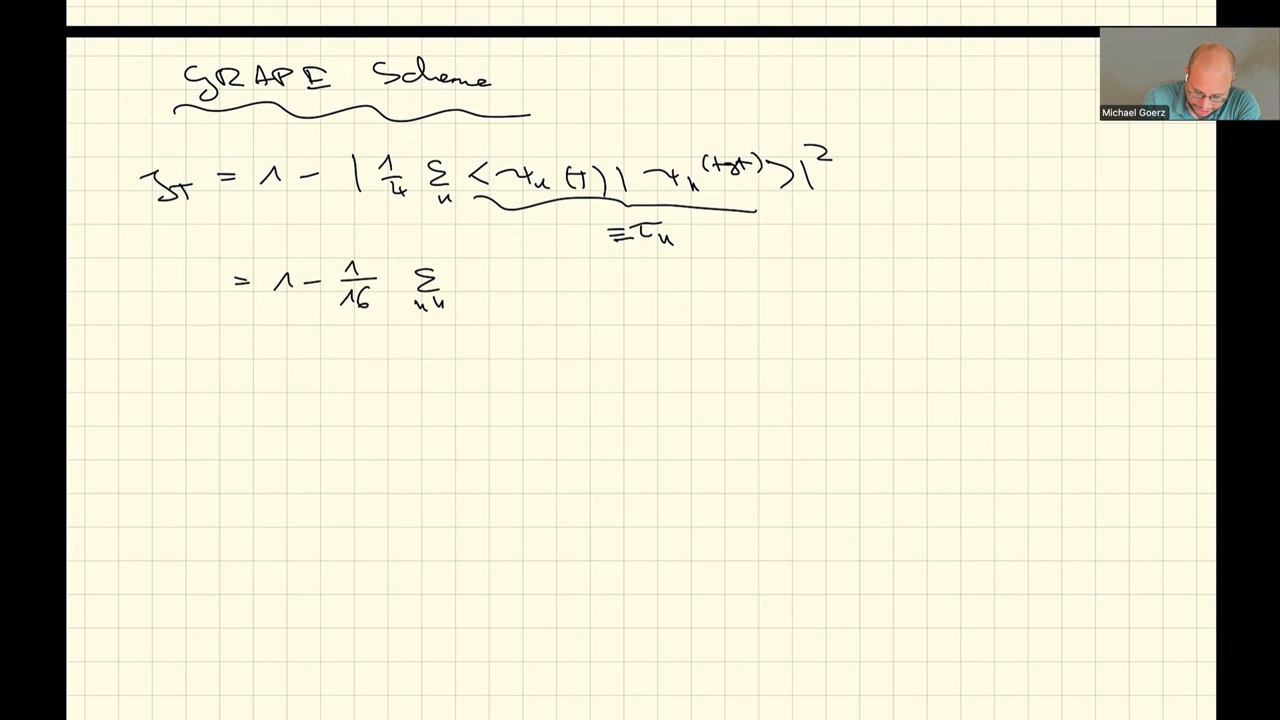 GRAPE Scheme
Michael Goerz
J_T = 1 - | 1/4 Σ_k <Ψ_k(T) | Ψ_k^(tgt)> |^2
≡ τ_k
= 1 - 1/16 Σ_kk